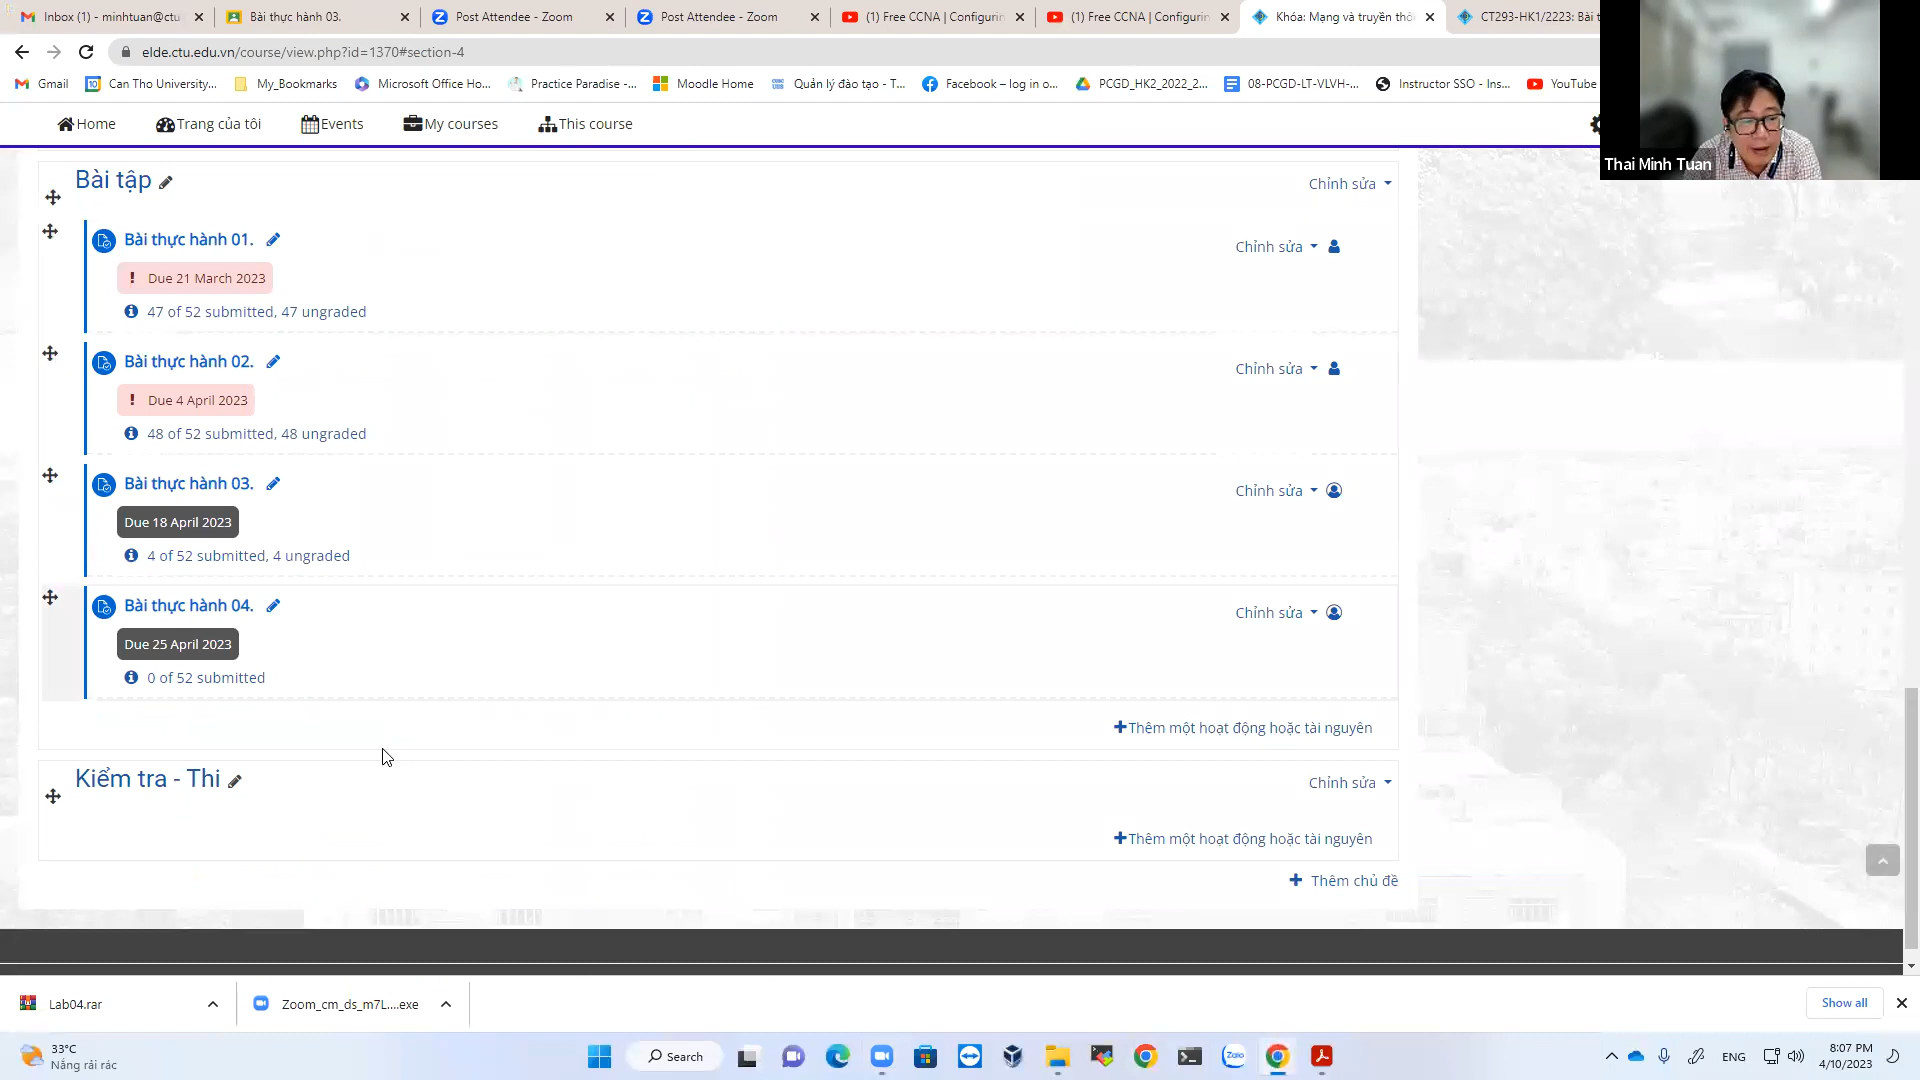 Inbox (1) - minhtuan@ctu
Bài thực hành 03.
Post Attendee - Zoom
Post Attendee - Zoom
(1) Free CCNA | Configurin
(1) Free CCNA | Configurin
Khóa: Mạng và truyền thôn
CT293-HK1/2223: Bài t
elde.ctu.edu.vn/course/view.php?id=1370#section-4
Gmail
Can Tho University...
My_Bookmarks
Microsoft Office Ho...
Practice Paradise -...
Moodle Home
Quản lý đào tạo - T...
Facebook – log in o...
PCGD_HK2_2022_2...
08-PCGD-LT-VLVH-...
Instructor SSO - Ins...
YouTube
Home
Trang của tôi
Events
My courses
This course
Thai Minh Tuan
Bài tập
Chỉnh sửa
Bài thực hành 01.
Chỉnh sửa
Due 21 March 2023
47 of 52 submitted, 47 ungraded
Bài thực hành 02.
Chỉnh sửa
Due 4 April 2023
48 of 52 submitted, 48 ungraded
Bài thực hành 03.
Chỉnh sửa
Due 18 April 2023
4 of 52 submitted, 4 ungraded
Bài thực hành 04.
Chỉnh sửa
Due 25 April 2023
0 of 52 submitted
Thêm một hoạt động hoặc tài nguyên
Kiểm tra - Thi
Chỉnh sửa
Thêm một hoạt động hoặc tài nguyên
Thêm chủ đề
Lab04.rar
Zoom_cm_ds_m7L....exe
Show all
33°C
Nắng rải rác
Search
Zalo
ENG
8:07 PM
4/10/2023